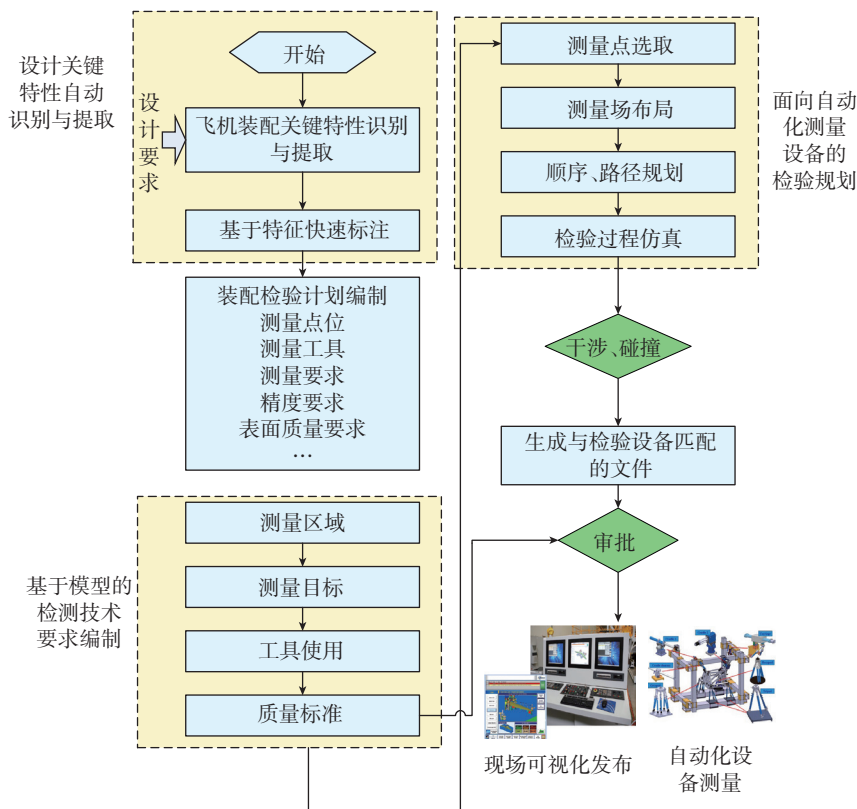 设计关键
特性自动
识别与提取
开始
设计要求
飞机装配关键特性识别
与提取
基于特征快速标注
装配检验计划编制
测量点位
测量工具
测量要求
精度要求
表面质量要求
…
基于模型的
检测技术
要求编制
测量区域
测量目标
工具使用
质量标准
测量点选取
测量场布局
顺序、路径规划
检验过程仿真
面向自动
化测量
设备的
检验规划
干涉、碰撞
生成与检验设备匹配
的文件
审批
现场可视化发布
自动化设
备测量